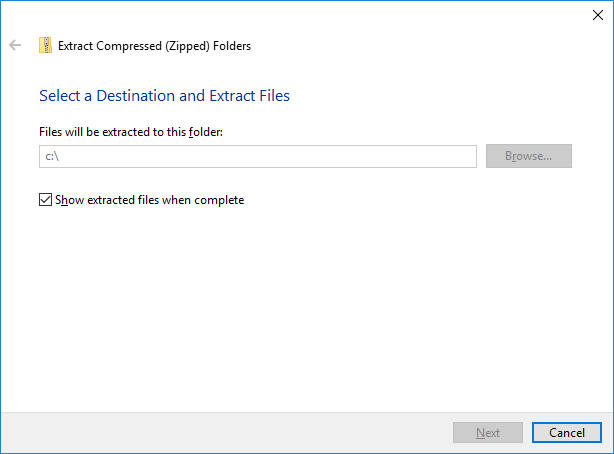 Extract Compressed (Zipped) Folders
Select a Destination and Extract Files
Files will be extracted to this folder:
c:\
Browse...
Show extracted files when complete
Next
Cancel